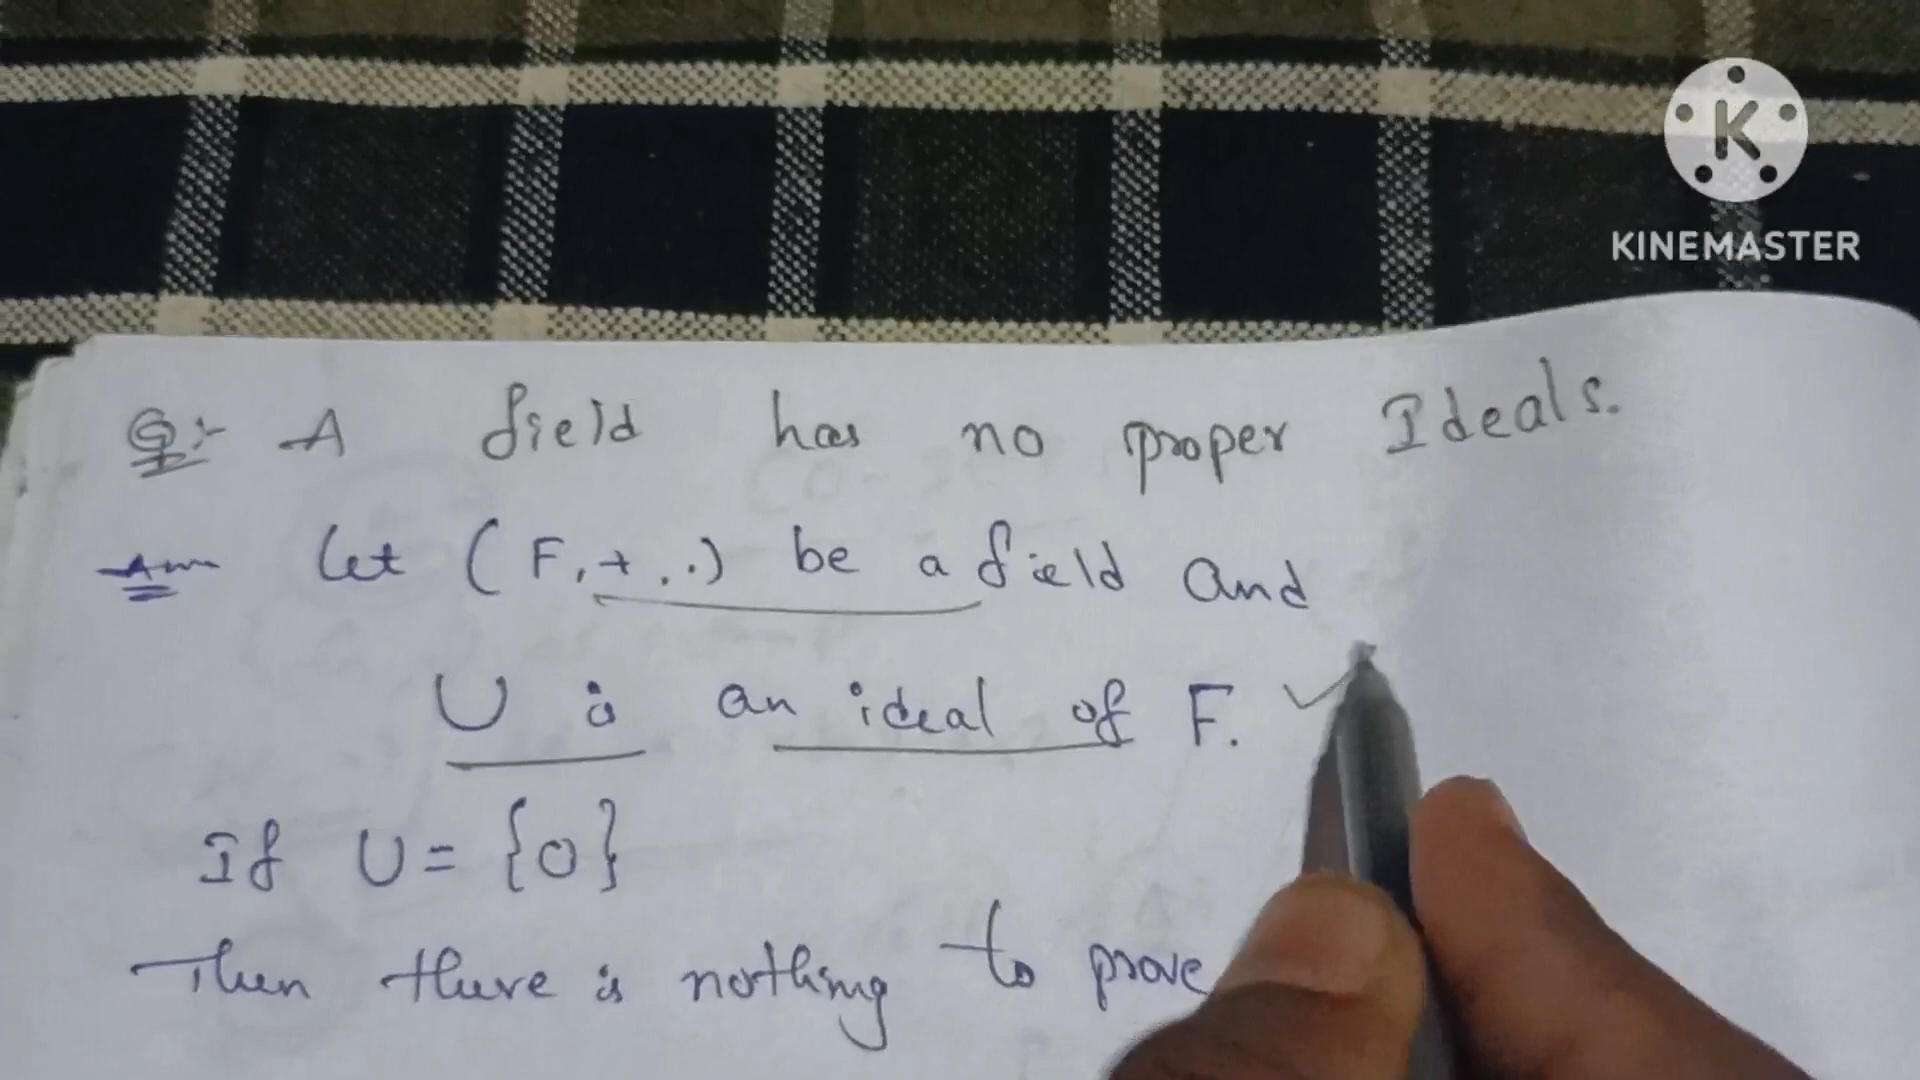 K
KINEMASTER
Q:- A field has no proper Ideals.
Ans Let (F, +, .) be a field and
U is an ideal of F.
If U = {0}
Then there is nothing to prove